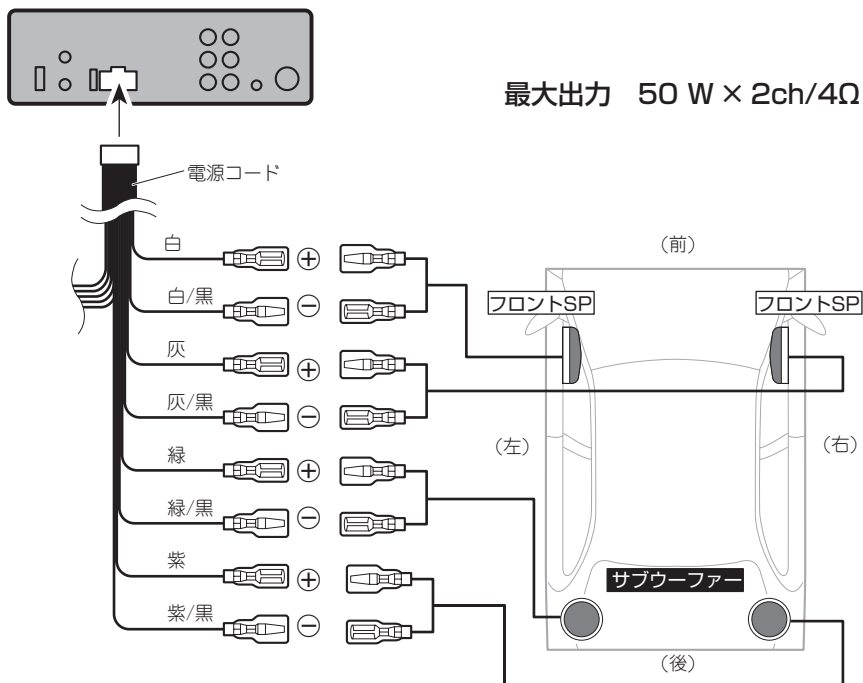 最大出力 50 W × 2ch/4Ω
電源コード
白
⊕
白/黒
⊖
灰
⊕
灰/黒
⊖
緑
⊕
緑/黒
⊖
紫
⊕
紫/黒
⊖
(前)
フロントSP
フロントSP
(左)
(右)
サブウーファー
(後)